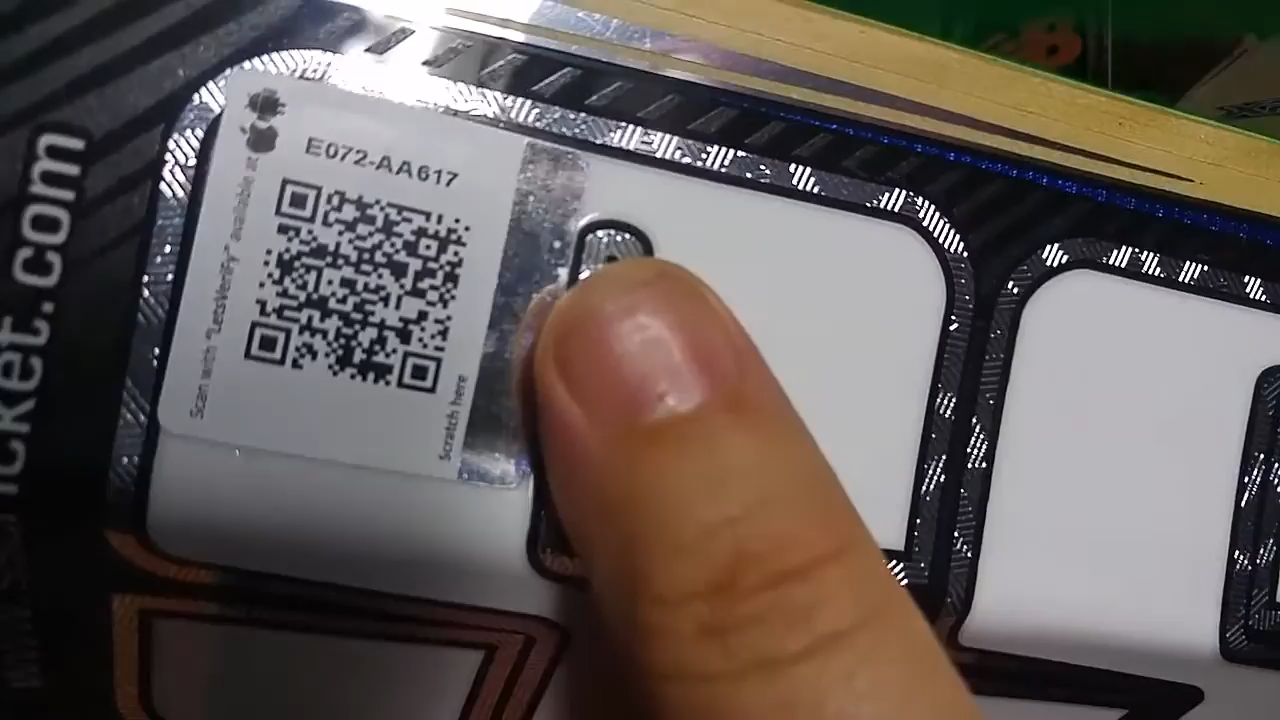 E072-AA617
Scan with "LetsVerify" available at
Scratch here
icket.com